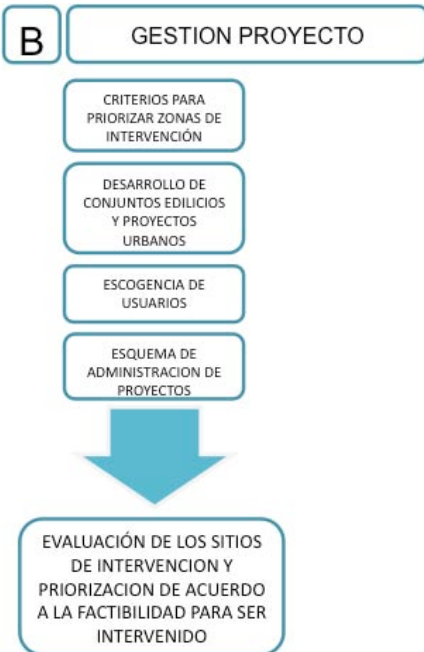 B
GESTION PROYECTO
CRITERIOS PARA
PRIORIZAR ZONAS DE
INTERVENCIÓN
DESARROLLO DE
CONJUNTOS EDILICIOS
Y PROYECTOS
URBANOS
ESCOGENCIA DE
USUARIOS
ESQUEMA DE
ADMINISTRACION DE
PROYECTOS
EVALUACIÓN DE LOS SITIOS
DE INTERVENCION Y
PRIORIZACION DE ACUERDO
A LA FACTIBILIDAD PARA SER
INTERVENIDO